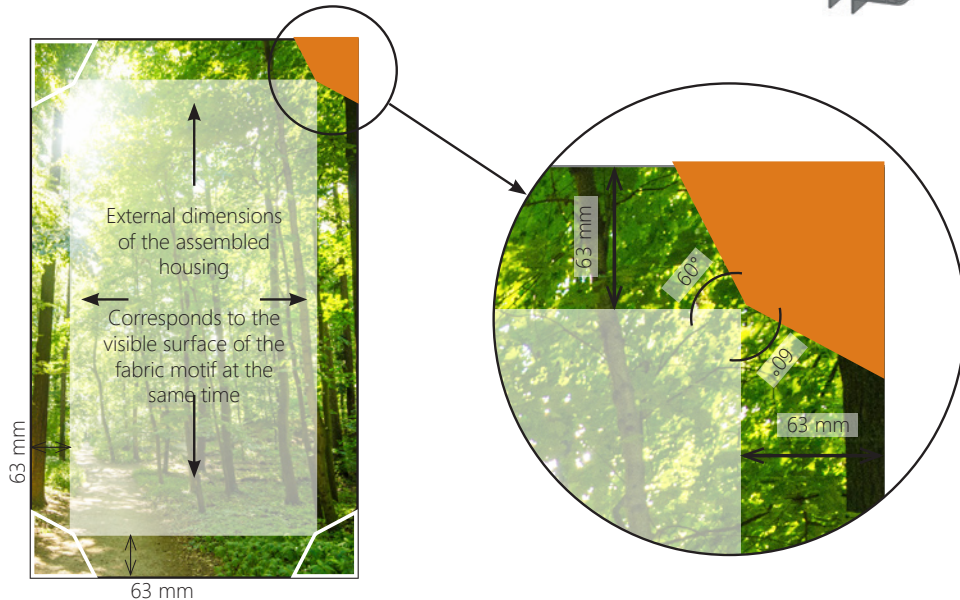 External dimensions
of the assembled
housing
Corresponds to the
visible surface of the
fabric motif at the
same time
63 mm
63 mm
63 mm
60°
60°
63 mm